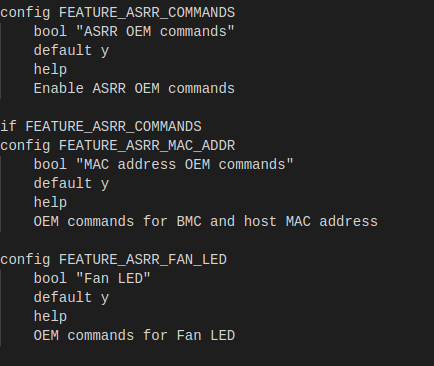 config FEATURE_ASRR_COMMANDS
bool "ASRR OEM commands"
default y
help
Enable ASRR OEM commands
if FEATURE_ASRR_COMMANDS
config FEATURE_ASRR_MAC_ADDR
bool "MAC address OEM commands"
default y
help
OEM commands for BMC and host MAC address
config FEATURE_ASRR_FAN_LED
bool "Fan LED"
default y
help
OEM commands for Fan LED